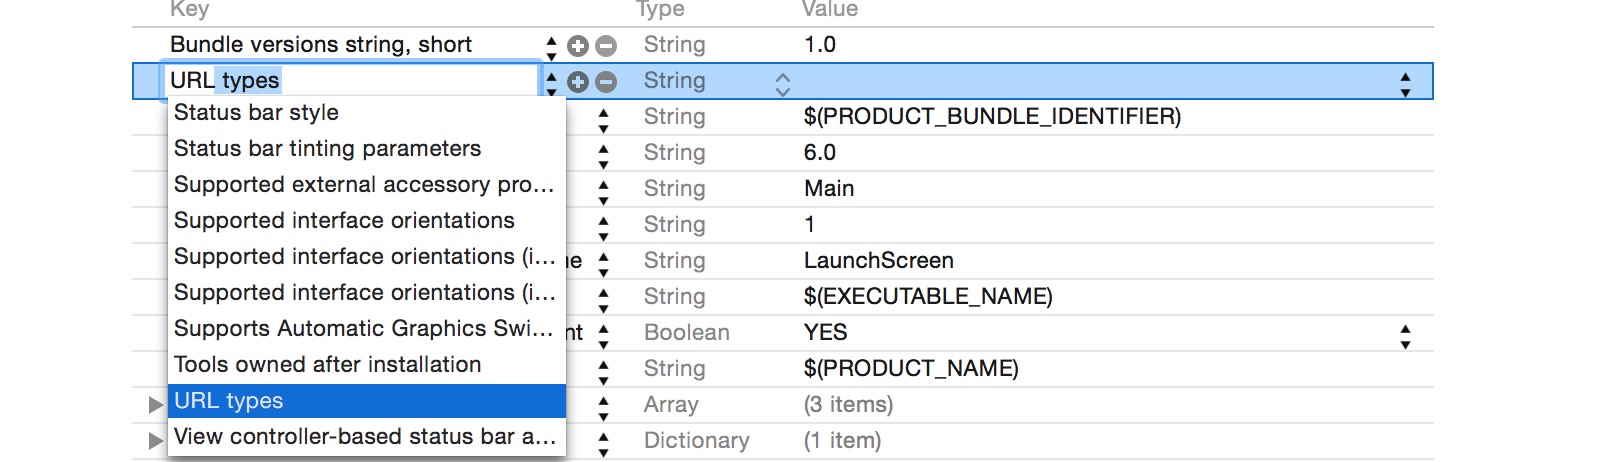 Key Type Value
Bundle versions string, short String 1.0
URL types String
Status bar style String $(PRODUCT_BUNDLE_IDENTIFIER)
Status bar tinting parameters String 6.0
Supported external accessory pro... String Main
Supported interface orientations String 1
Supported interface orientations (i... ne String LaunchScreen
Supported interface orientations (i... String $(EXECUTABLE_NAME)
Supports Automatic Graphics Swi... nt Boolean YES
Tools owned after installation String $(PRODUCT_NAME)
URL types Array (3 items)
View controller-based status bar a... Dictionary (1 item)